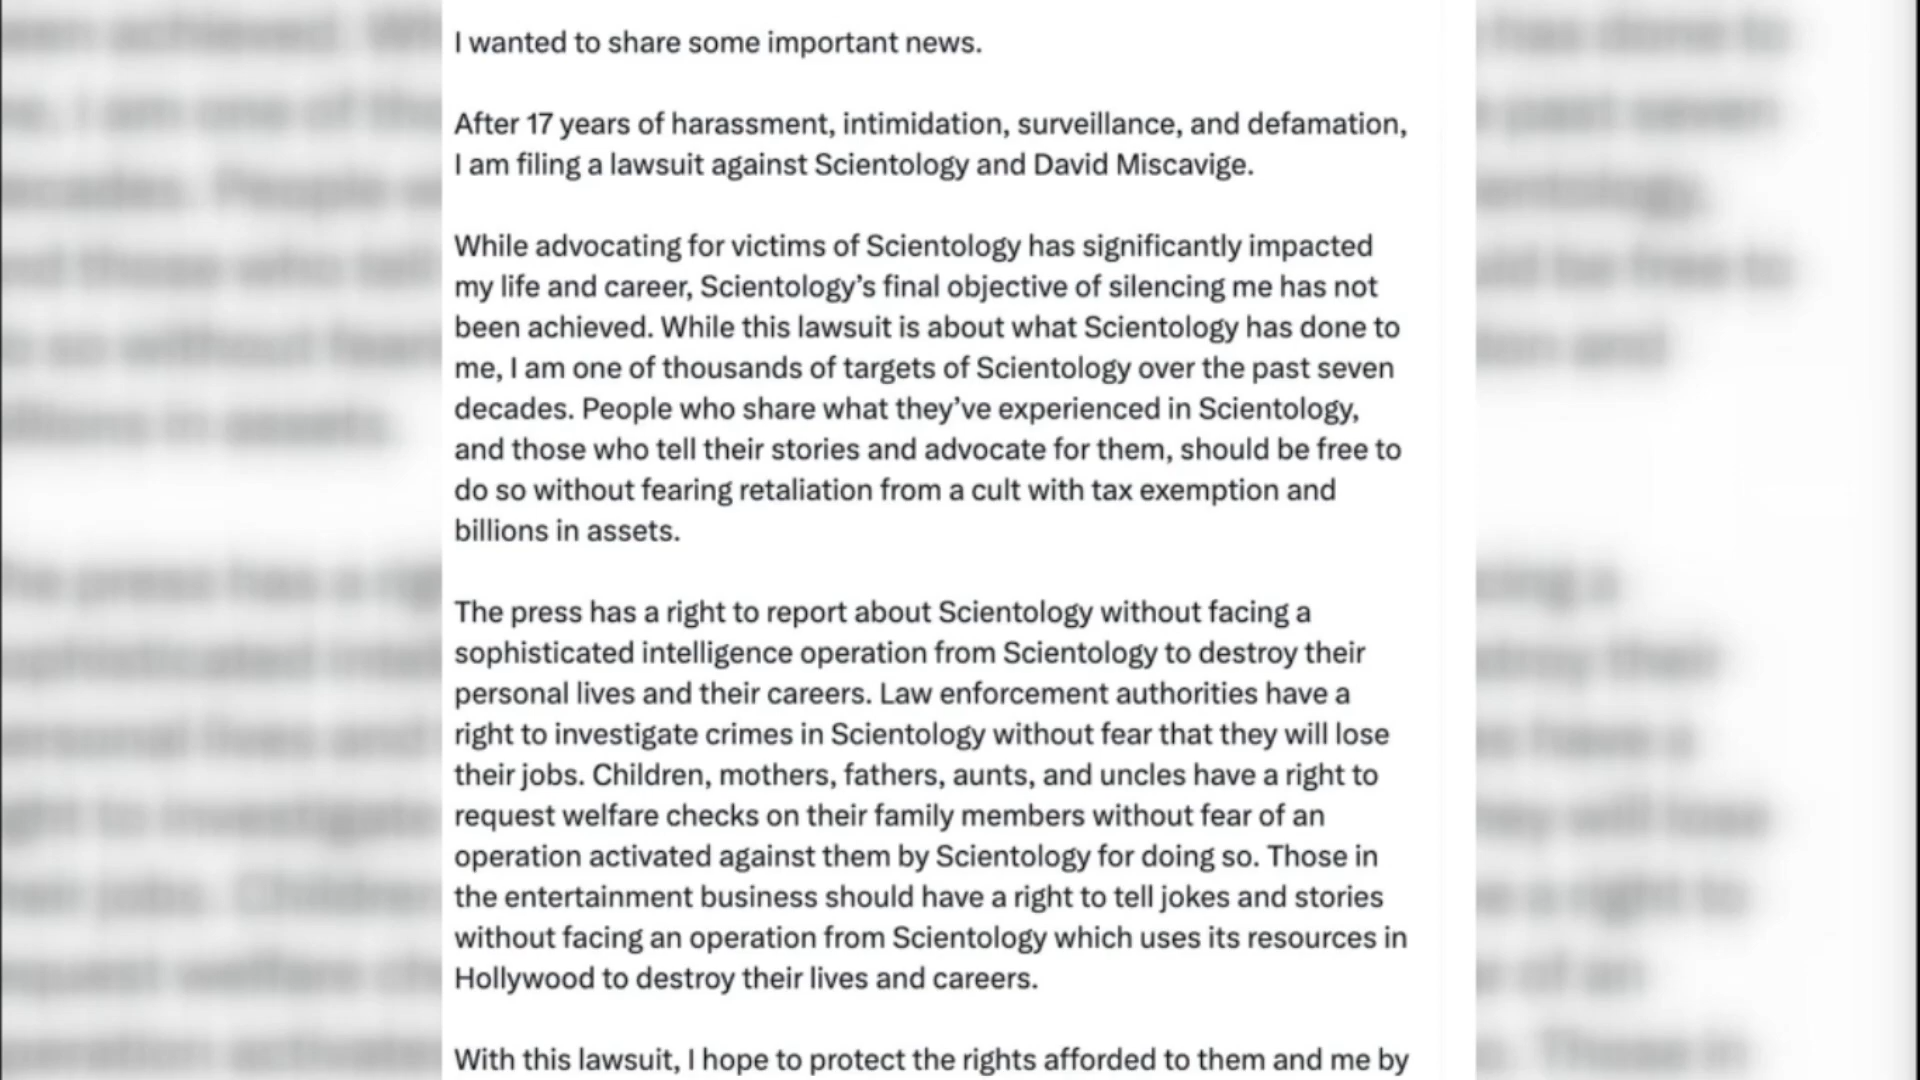 I wanted to share some important news.
After 17 years of harassment, intimidation, surveillance, and defamation,
I am filing a lawsuit against Scientology and David Miscavige.
While advocating for victims of Scientology has significantly impacted
my life and career, Scientology’s final objective of silencing me has not
been achieved. While this lawsuit is about what Scientology has done to
me, I am one of thousands of targets of Scientology over the past seven
decades. People who share what they’ve experienced in Scientology,
and those who tell their stories and advocate for them, should be free to
do so without fearing retaliation from a cult with tax exemption and
billions in assets.
The press has a right to report about Scientology without facing a
sophisticated intelligence operation from Scientology to destroy their
personal lives and their careers. Law enforcement authorities have a
right to investigate crimes in Scientology without fear that they will lose
their jobs. Children, mothers, fathers, aunts, and uncles have a right to
request welfare checks on their family members without fear of an
operation activated against them by Scientology for doing so. Those in
the entertainment business should have a right to tell jokes and stories
without facing an operation from Scientology which uses its resources in
Hollywood to destroy their lives and careers.
With this lawsuit, I hope to protect the rights afforded to them and me by